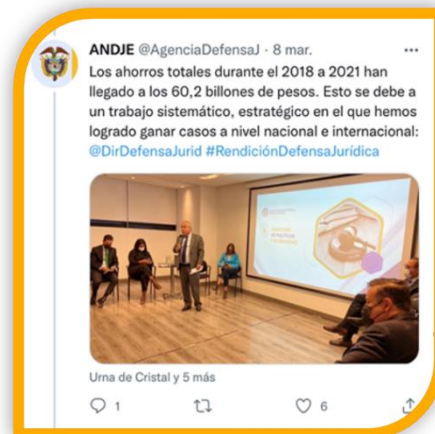 ANDJE @AgenciaDefensaJ · 8 mar.
Los ahorros totales durante el 2018 a 2021 han
llegado a los 60,2 billones de pesos. Esto se debe a
un trabajo sistemático, estratégico en el que hemos
logrado ganar casos a nivel nacional e internacional:
@DirDefensaJurid #RendiciónDefensaJurídica
Urna de Cristal y 5 más
1
6